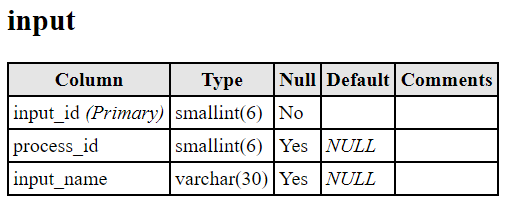 input
Column Type Null Default Comments
input_id (Primary) smallint(6) No
process_id smallint(6) Yes NULL
input_name varchar(30) Yes NULL